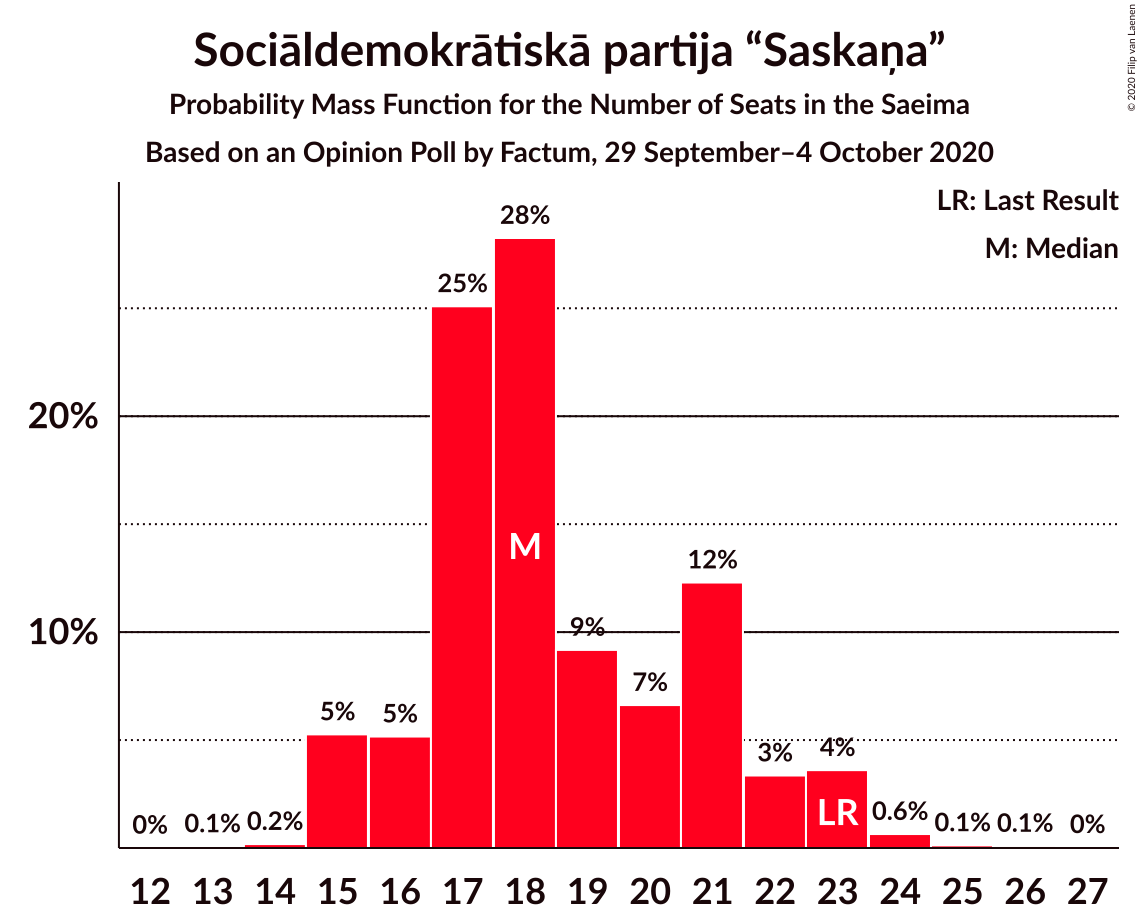 Sociāldemokrātiskā partija “Saskaņa”
Probability Mass Function for the Number of Seats in the Saeima
Based on an Opinion Poll by Factum, 29 September–4 October 2020
© 2020 Filip van Laenen
LR: Last Result
M: Median
20%
10%
0% 0.1% 0.2% 5% 5% 25% 28% 9% 7% 12% 3% 4% 0.6% 0.1% 0.1% 0%
M
LR
12 13 14 15 16 17 18 19 20 21 22 23 24 25 26 27